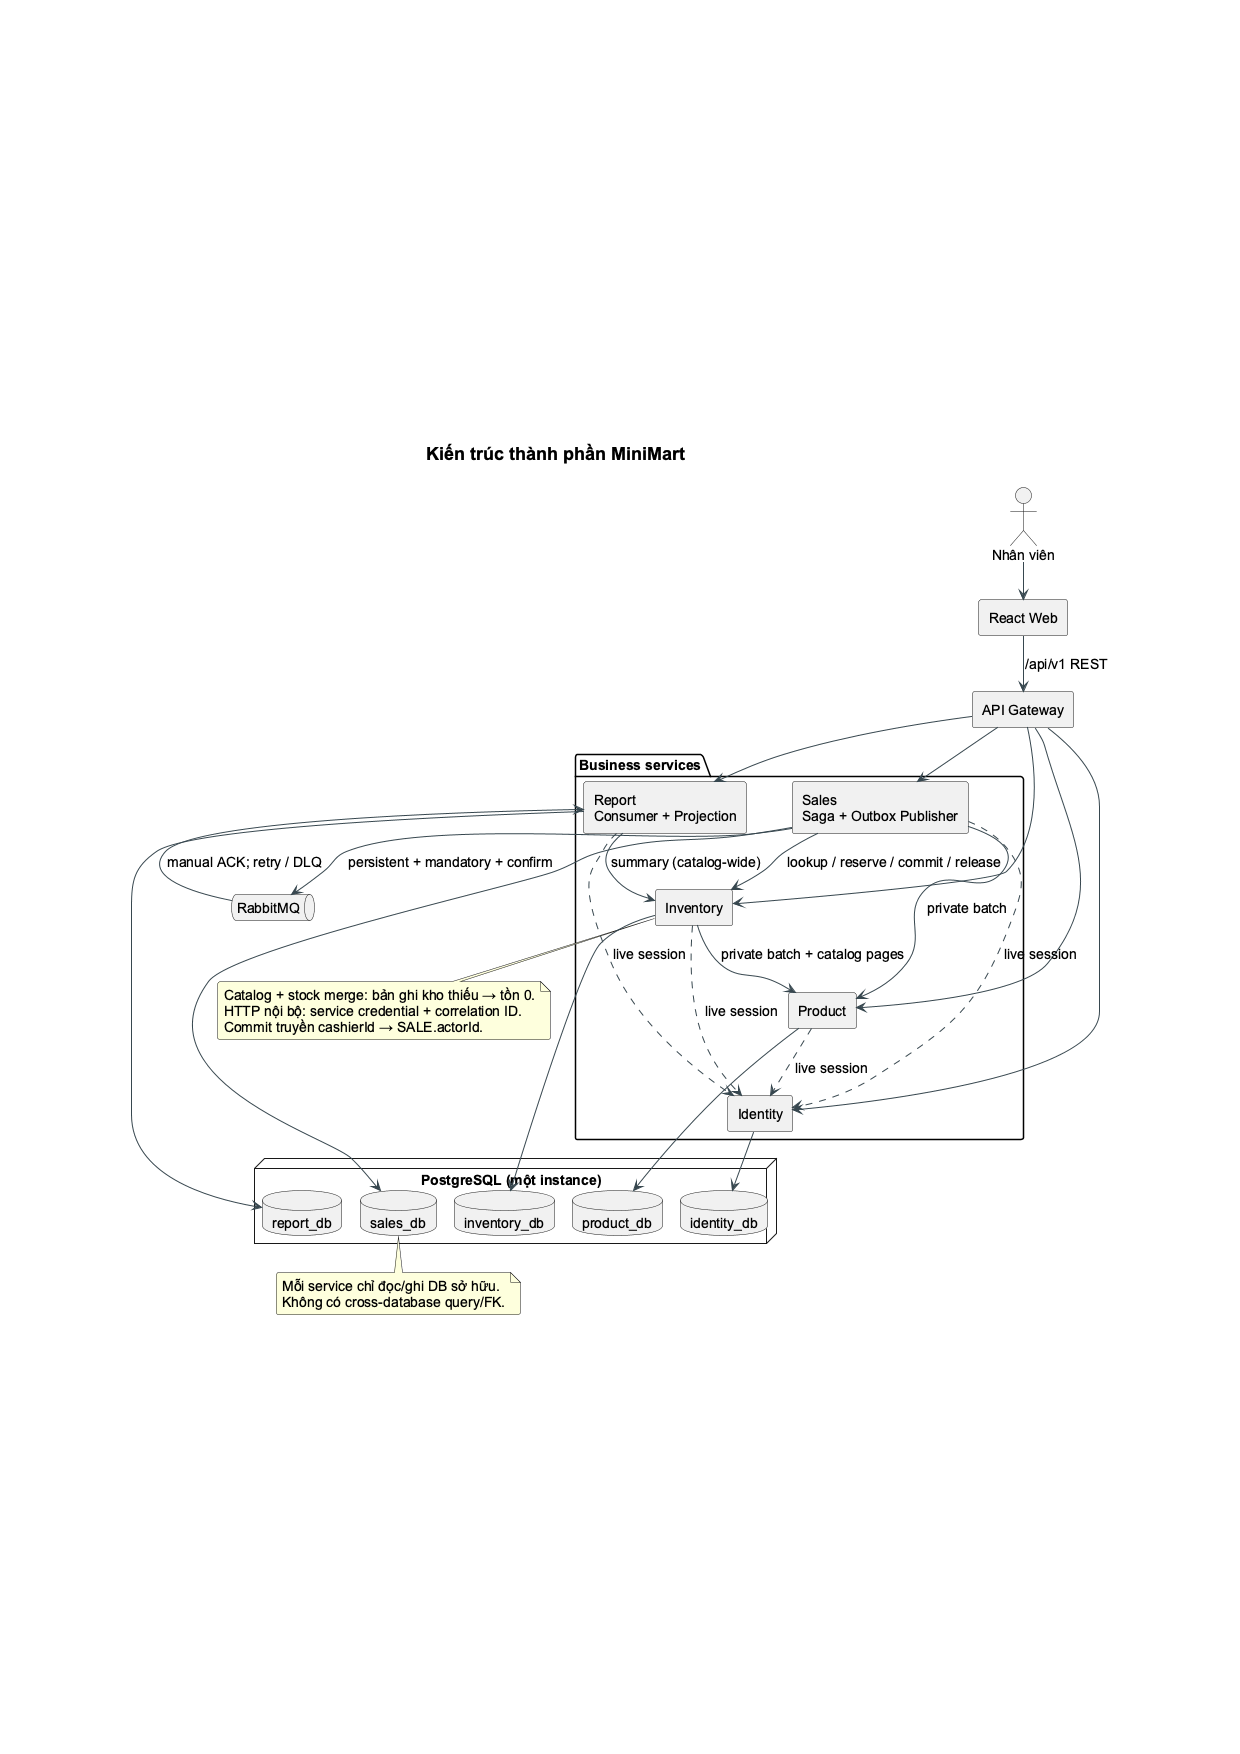 Kiến trúc thành phần MiniMart
Nhân viên
React Web
/api/v1 REST
API Gateway
Business services
Report
Consumer + Projection
Sales
Saga + Outbox Publisher
manual ACK; retry / DLQ
persistent + mandatory + confirm
summary (catalog-wide)
lookup / reserve / commit / release
RabbitMQ
Inventory
private batch
live session
private batch + catalog pages
live session
Catalog + stock merge: bản ghi kho thiếu → tồn 0.
HTTP nội bộ: service credential + correlation ID.
Commit truyền cashierId → SALE.actorId.
live session
Product
live session
Identity
PostgreSQL (một instance)
report_db
sales_db
inventory_db
product_db
identity_db
Mỗi service chỉ đọc/ghi DB sở hữu.
Không có cross-database query/FK.